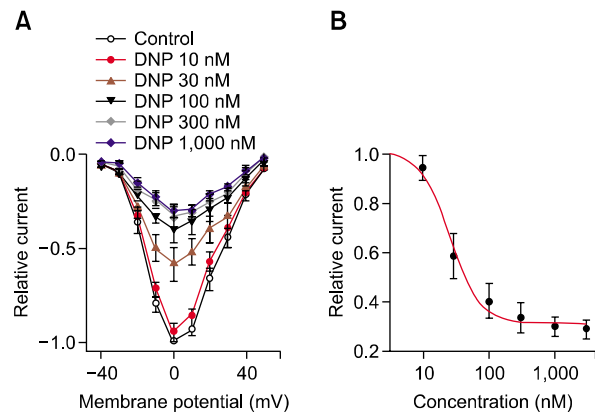 A
Control
DNP 10 nM
DNP 30 nM
DNP 100 nM
DNP 300 nM
DNP 1,000 nM
0.0
−0.5
−1.0
Relative current
−40
0
40
Membrane potential (mV)
B
1.0
0.8
0.6
0.4
0.2
Relative current
10
100
1,000
Concentration (nM)